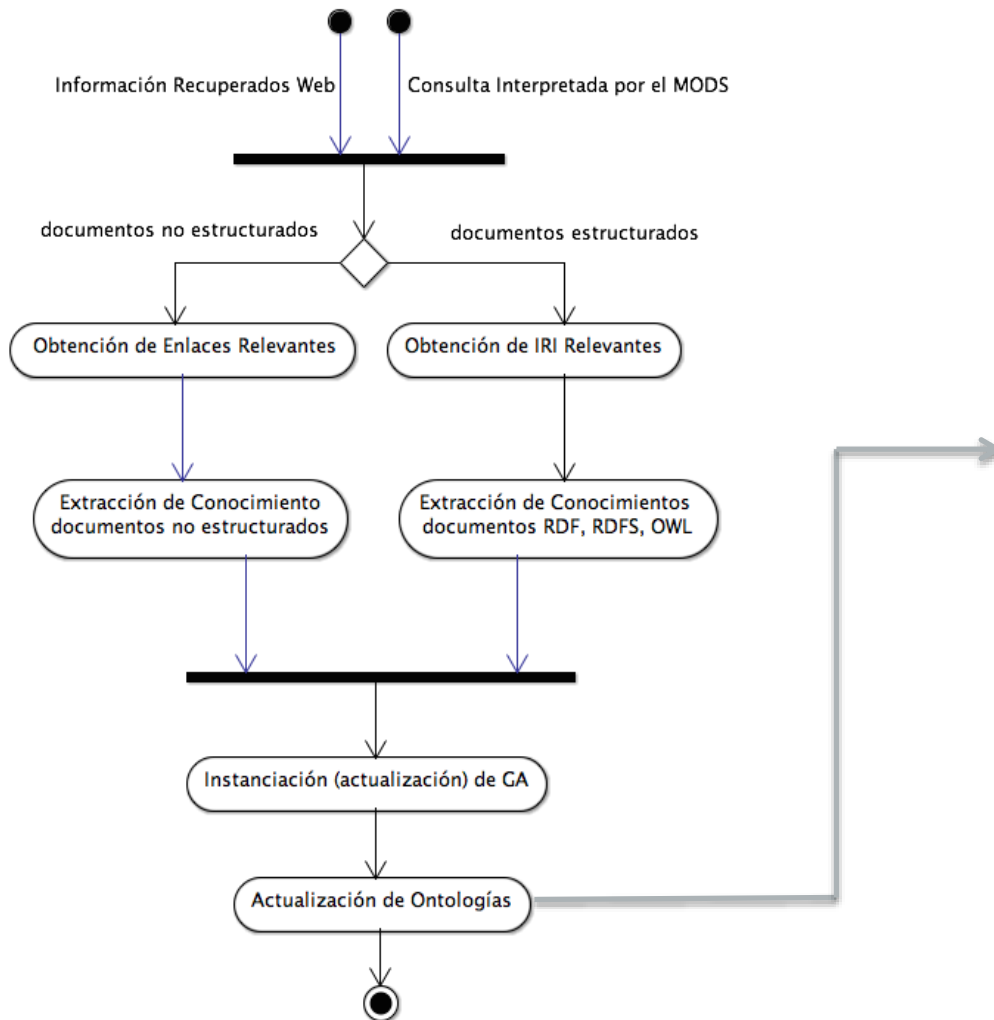 Información Recuperados Web
Consulta Interpretada por el MODS
documentos no estructurados
documentos estructurados
Obtención de Enlaces Relevantes
Obtención de IRI Relevantes
Extracción de Conocimiento
documentos no estructurados
Extracción de Conocimientos
documentos RDF, RDFS, OWL
Instanciación (actualización) de GA
Actualización de Ontologías